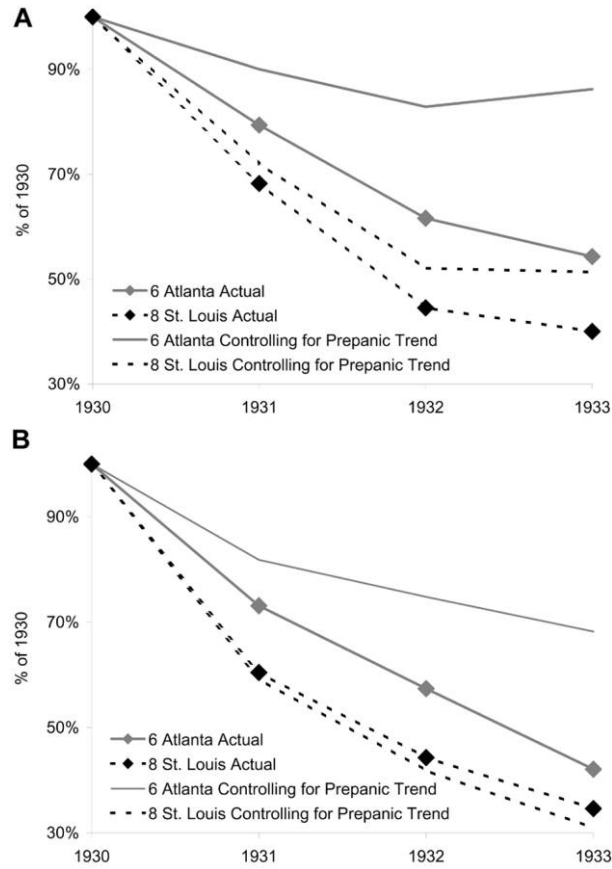 A
90%
70%
% of 1930
50%
6 Atlanta Actual
8 St. Louis Actual
6 Atlanta Controlling for Prepanic Trend
8 St. Louis Controlling for Prepanic Trend
30%
1930 1931 1932 1933
B
90%
70%
% of 1930
50%
6 Atlanta Actual
8 St. Louis Actual
6 Atlanta Controlling for Prepanic Trend
8 St. Louis Controlling for Prepanic Trend
30%
1930 1931 1932 1933